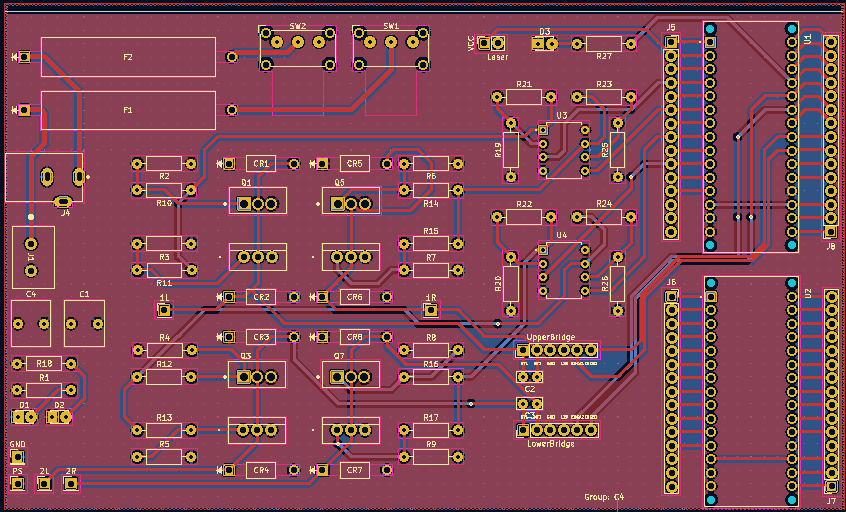 SW2
SW1
VCC
Laser
D3
R27
J5
U1
F2
F1
R21
R23
U3
R19
R25
CR1
CR5
R2
R10
R6
R14
Q1
Q5
J4
R22
R24
U4
R20
R26
R3
R11
R15
R7
J8
C4
C1
1L
CR2
CR6
1R
J6
U2
R4
R12
CR3
CR8
R8
R16
Q3
Q7
UpperBridge
C2
R18
R1
D1
D2
R13
R5
R17
R9
LowerBridge
GND
PS
2L
2R
CR4
CR7
Group: C4
J7